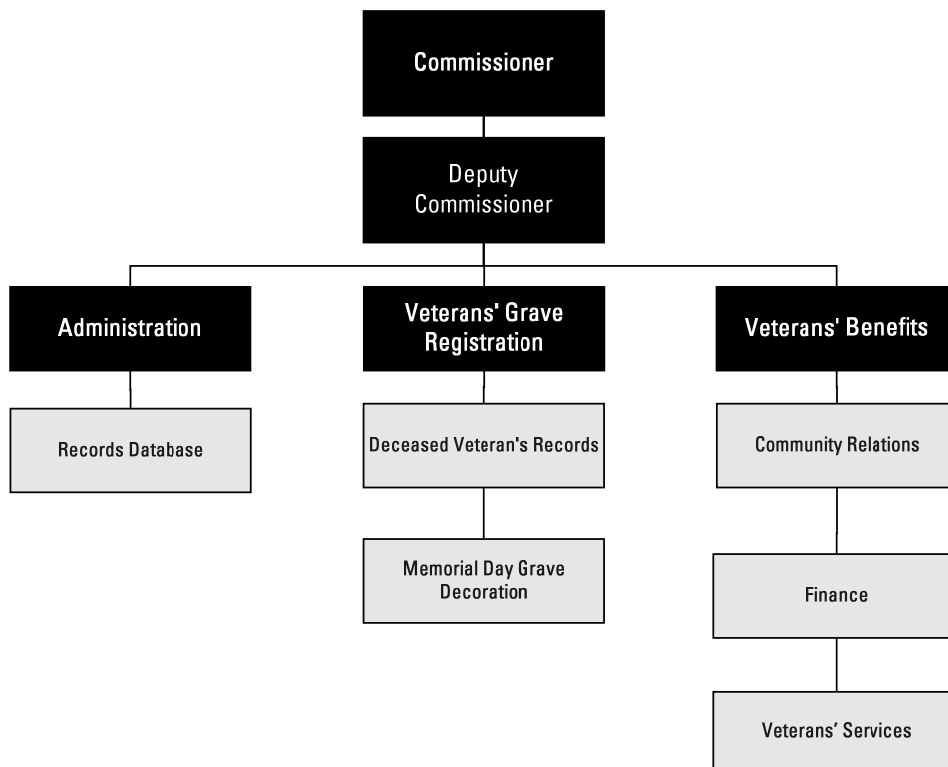 Commissioner
Deputy
Commissioner
Administration
Veterans' Grave
Registration
Veterans' Benefits
Records Database
Deceased Veteran's Records
Community Relations
Memorial Day Grave
Decoration
Finance
Veterans’ Services